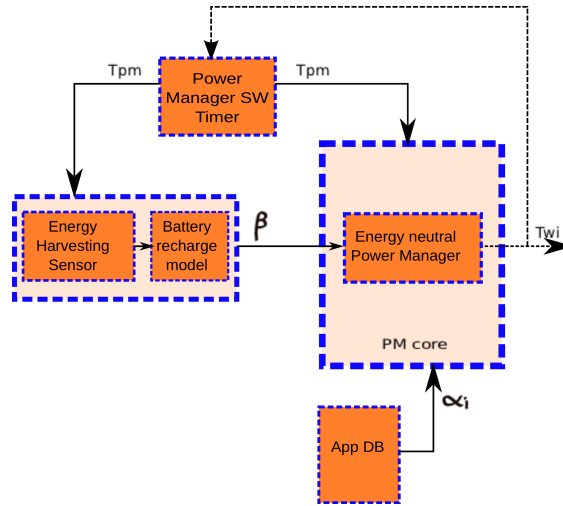 Tpm
Power
Manager SW
Timer
Tpm
Energy
Harvesting
Sensor
Battery
recharge
model
β
Energy neutral
Power Manager
Twi
PM core
αi
App DB